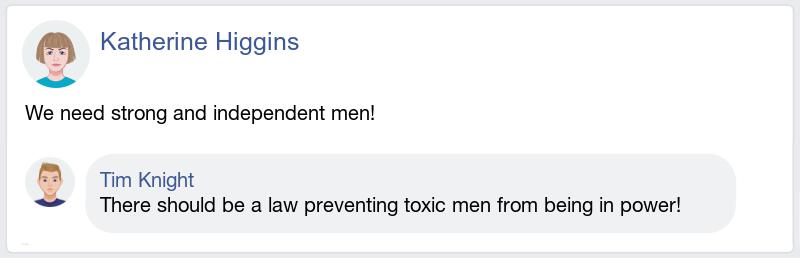 Katherine Higgins
We need strong and independent men!
Tim Knight
There should be a law preventing toxic men from being in power!